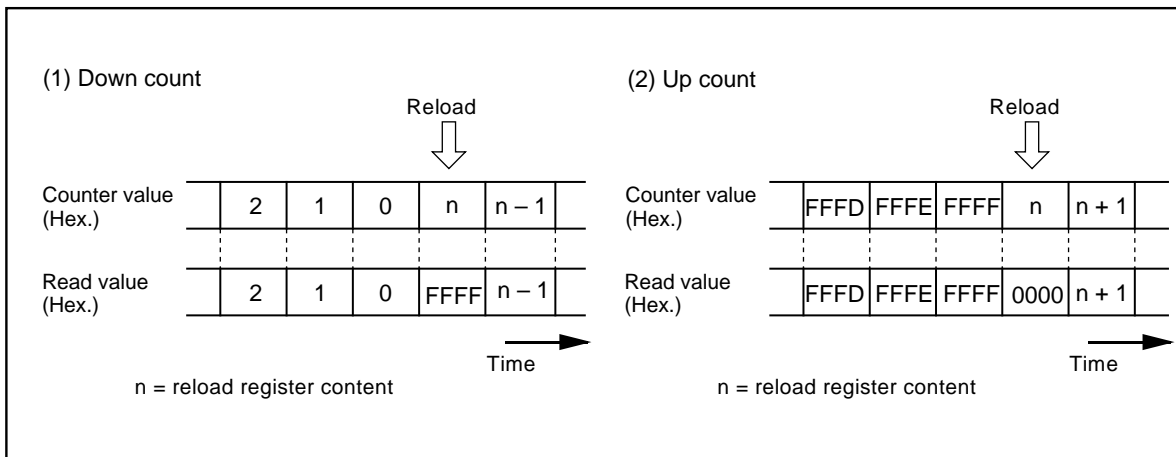 (1) Down count
Reload
Counter value
(Hex.)
2 1 0 n n – 1
Read value
(Hex.)
2 1 0 FFFF n – 1
Time
n = reload register content
(2) Up count
Reload
Counter value
(Hex.)
FFFD FFFE FFFF n n + 1
Read value
(Hex.)
FFFD FFFE FFFF 0000 n + 1
Time
n = reload register content